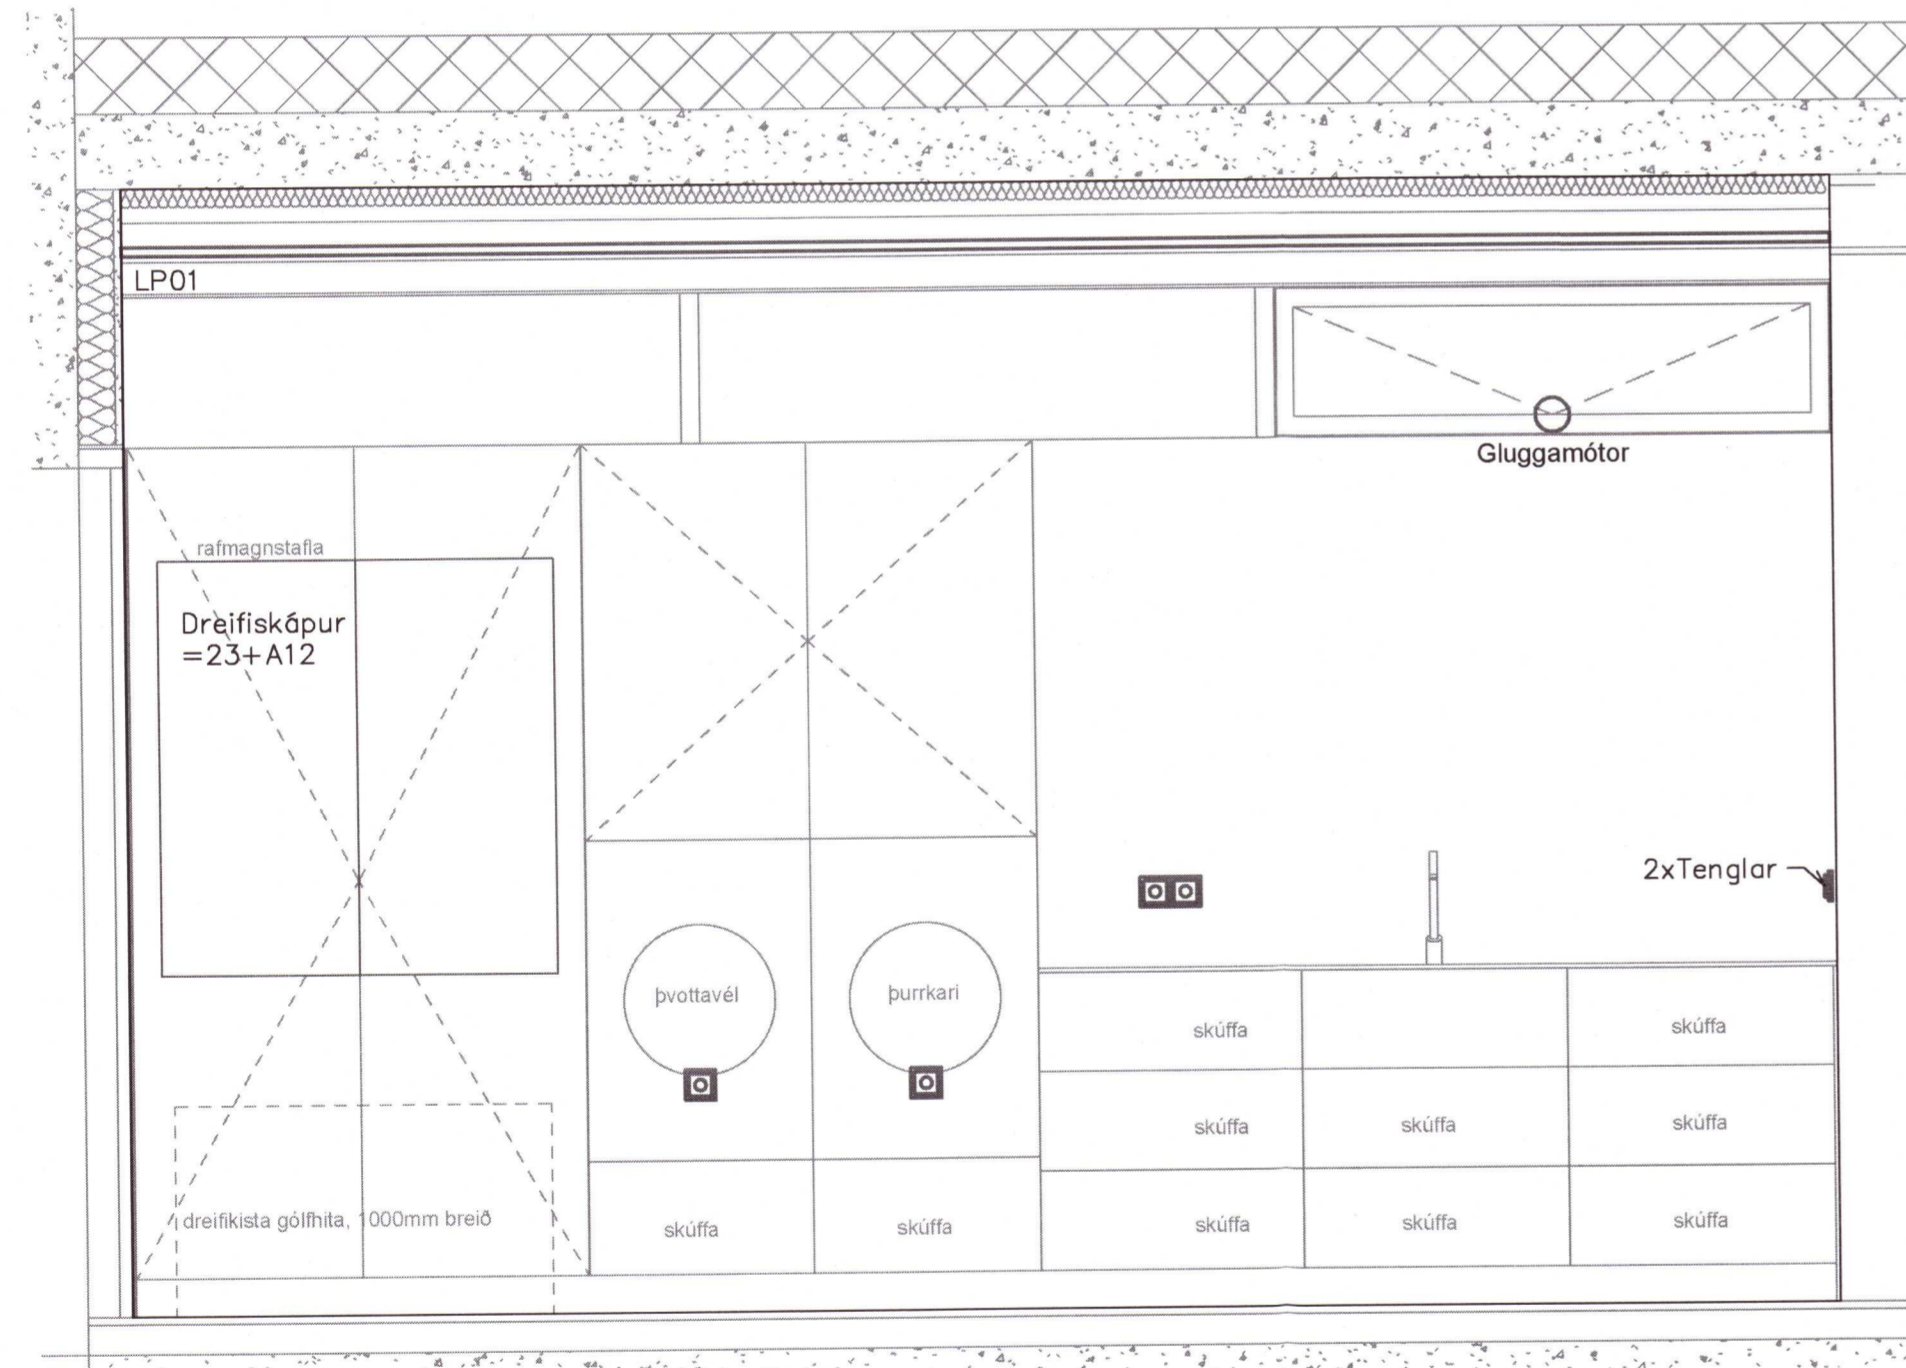 LP01
Gluggamótor
rafmagnstafla
Dreifiskápur
=23+A12
2xTenglar
þvottavél
þurrkari
skúffa
skúffa
skúffa
skúffa
skúffa
dreifikista gólfhita, 1000mm breið
skúffa
skúffa
skúffa
skúffa
skúffa